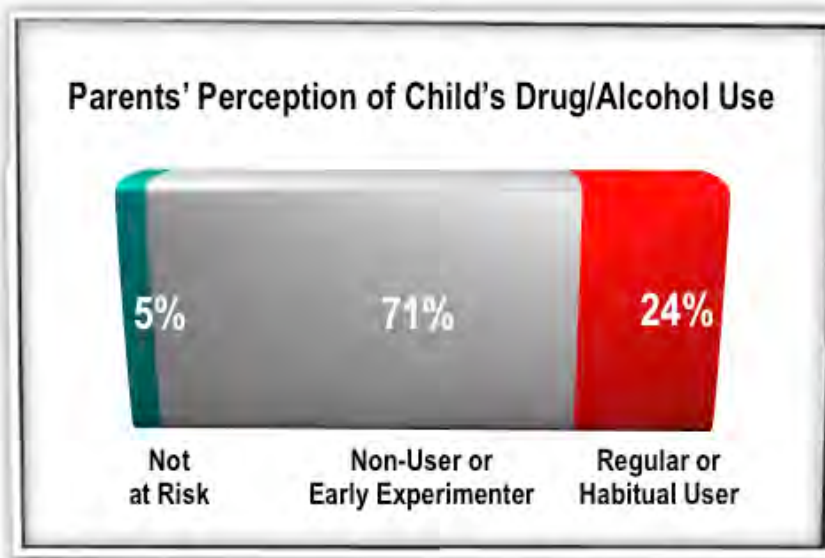 Parents' Perception of Child's Drug/Alcohol Use
5%
71%
24%
Not
at Risk
Non-User or
Early Experimenter
Regular or
Habitual User